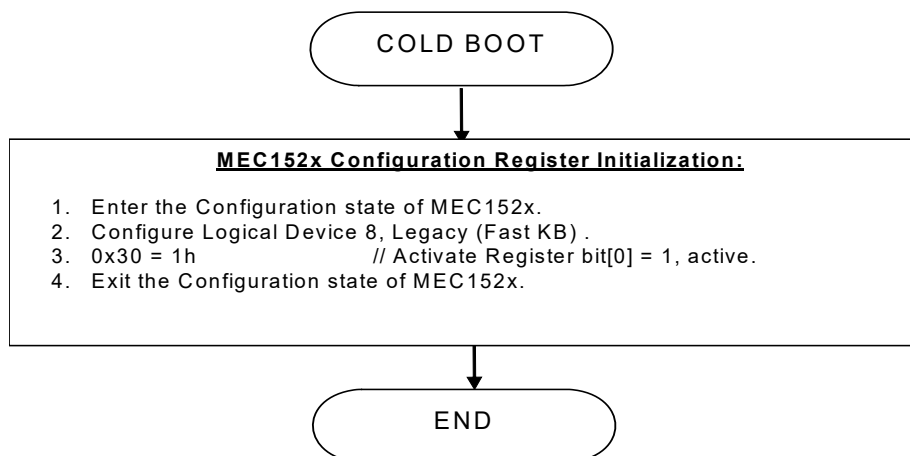 COLD BOOT
MEC152x Configuration Register Initialization:
1. Enter the Configuration state of MEC152x.
2. Configure Logical Device 8, Legacy (Fast KB) .
3. 0x30 = 1h // Activate Register bit[0] = 1, active.
4. Exit the Configuration state of MEC152x.
END